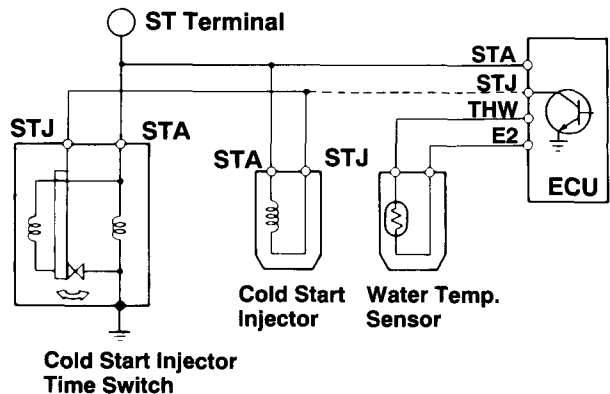 ST Terminal
STA
STJ
THW
E2
ECU
STJ
STA
STA
STJ
Cold Start
Injector
Water Temp.
Sensor
Cold Start Injector
Time Switch